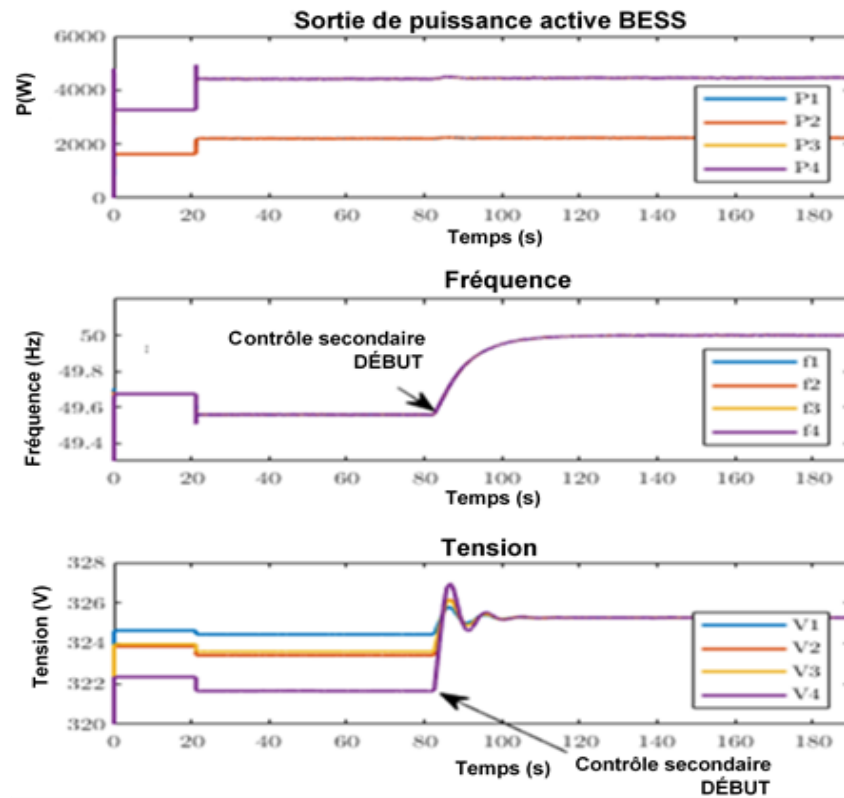 Sortie de puissance active BESS
6000
4000
2000
0
P(W)
P1
P2
P3
P4
0 20 40 60 80 100 120 140 160 180
Temps (s)
Fréquence
50
49.8
49.6
49.4
Fréquence (Hz)
Contrôle secondaire
DÉBUT
f1
f2
f3
f4
0 20 40 60 80 100 120 140 160 180
Temps (s)
Tension
328
326
324
322
320
Tension (V)
V1
V2
V3
V4
0 20 40 60 80 100 120 140 160 180
Temps (s)
Contrôle secondaire
DÉBUT